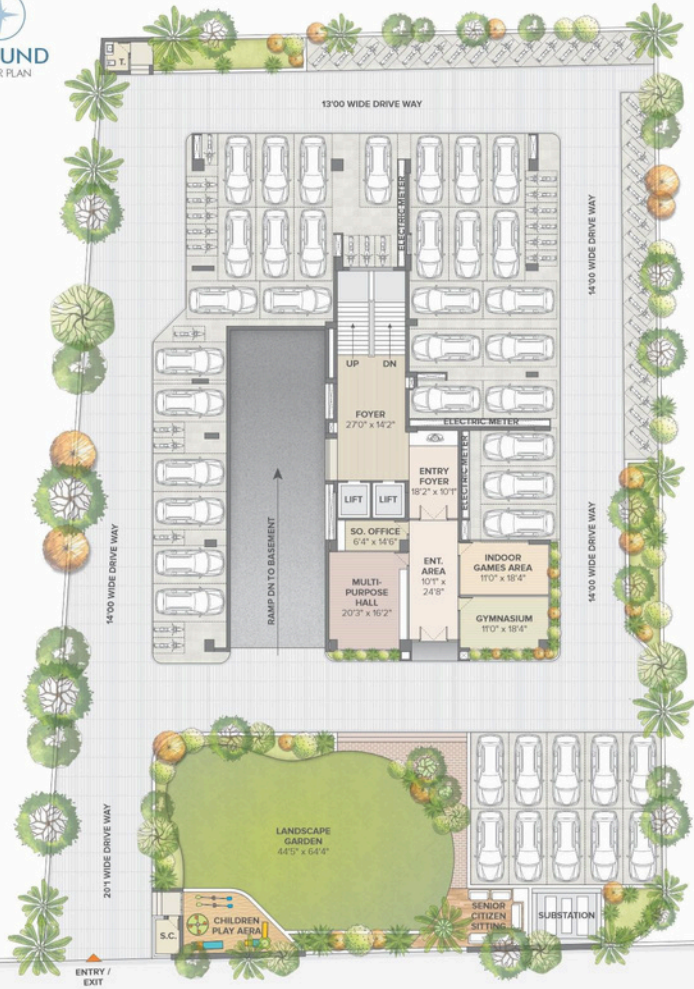 UND
R PLAN
T.
13'00 WIDE DRIVE WAY
ELECTRIC METER
14'00 WIDE DRIVE WAY
UP
DN
FOYER
27'0" x 14'2"
ELECTRIC METER
ENTRY
FOYER
18'2" x 10'1"
ELECTRIC METER
LIFT
LIFT
SO. OFFICE
6'4" x 14'6"
RAMP DN TO BASEMENT
14'00 WIDE DRIVE WAY
ENT.
AREA
10'1" x
24'8"
INDOOR
GAMES AREA
11'0" x 18'4"
14'00 WIDE DRIVE WAY
MULTI-
PURPOSE
HALL
20'3" x 16'2"
GYMNASIUM
11'0" x 18'4"
LANDSCAPE
GARDEN
44'5" x 64'4"
20'1 WIDE DRIVE WAY
S.C.
CHILDREN
PLAY AERA
SENIOR
CITIZEN
SITTING
SUBSTATION
ENTRY /
EXIT